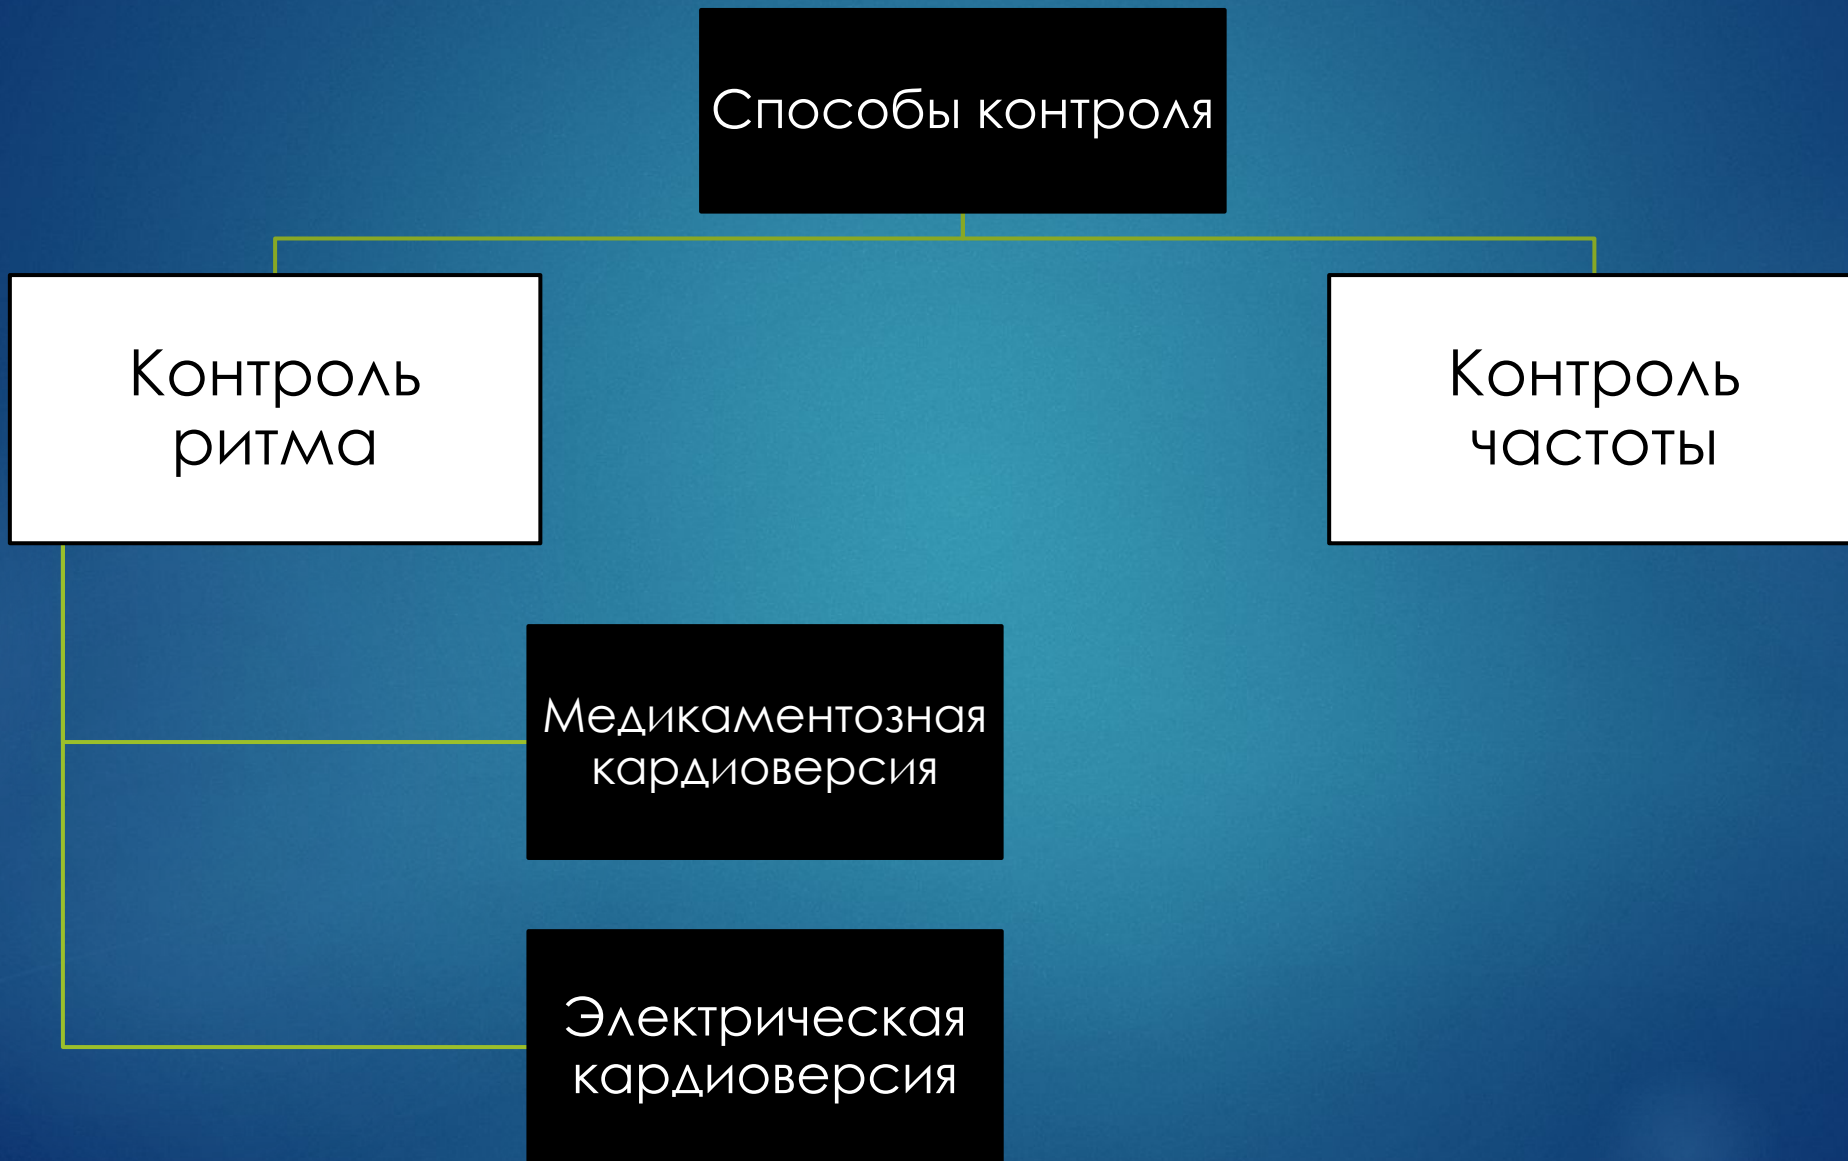 Способы контроля
Контроль
ритма
Контроль
частоты
Медикаментозная
кардиоверсия
Электрическая
кардиоверсия